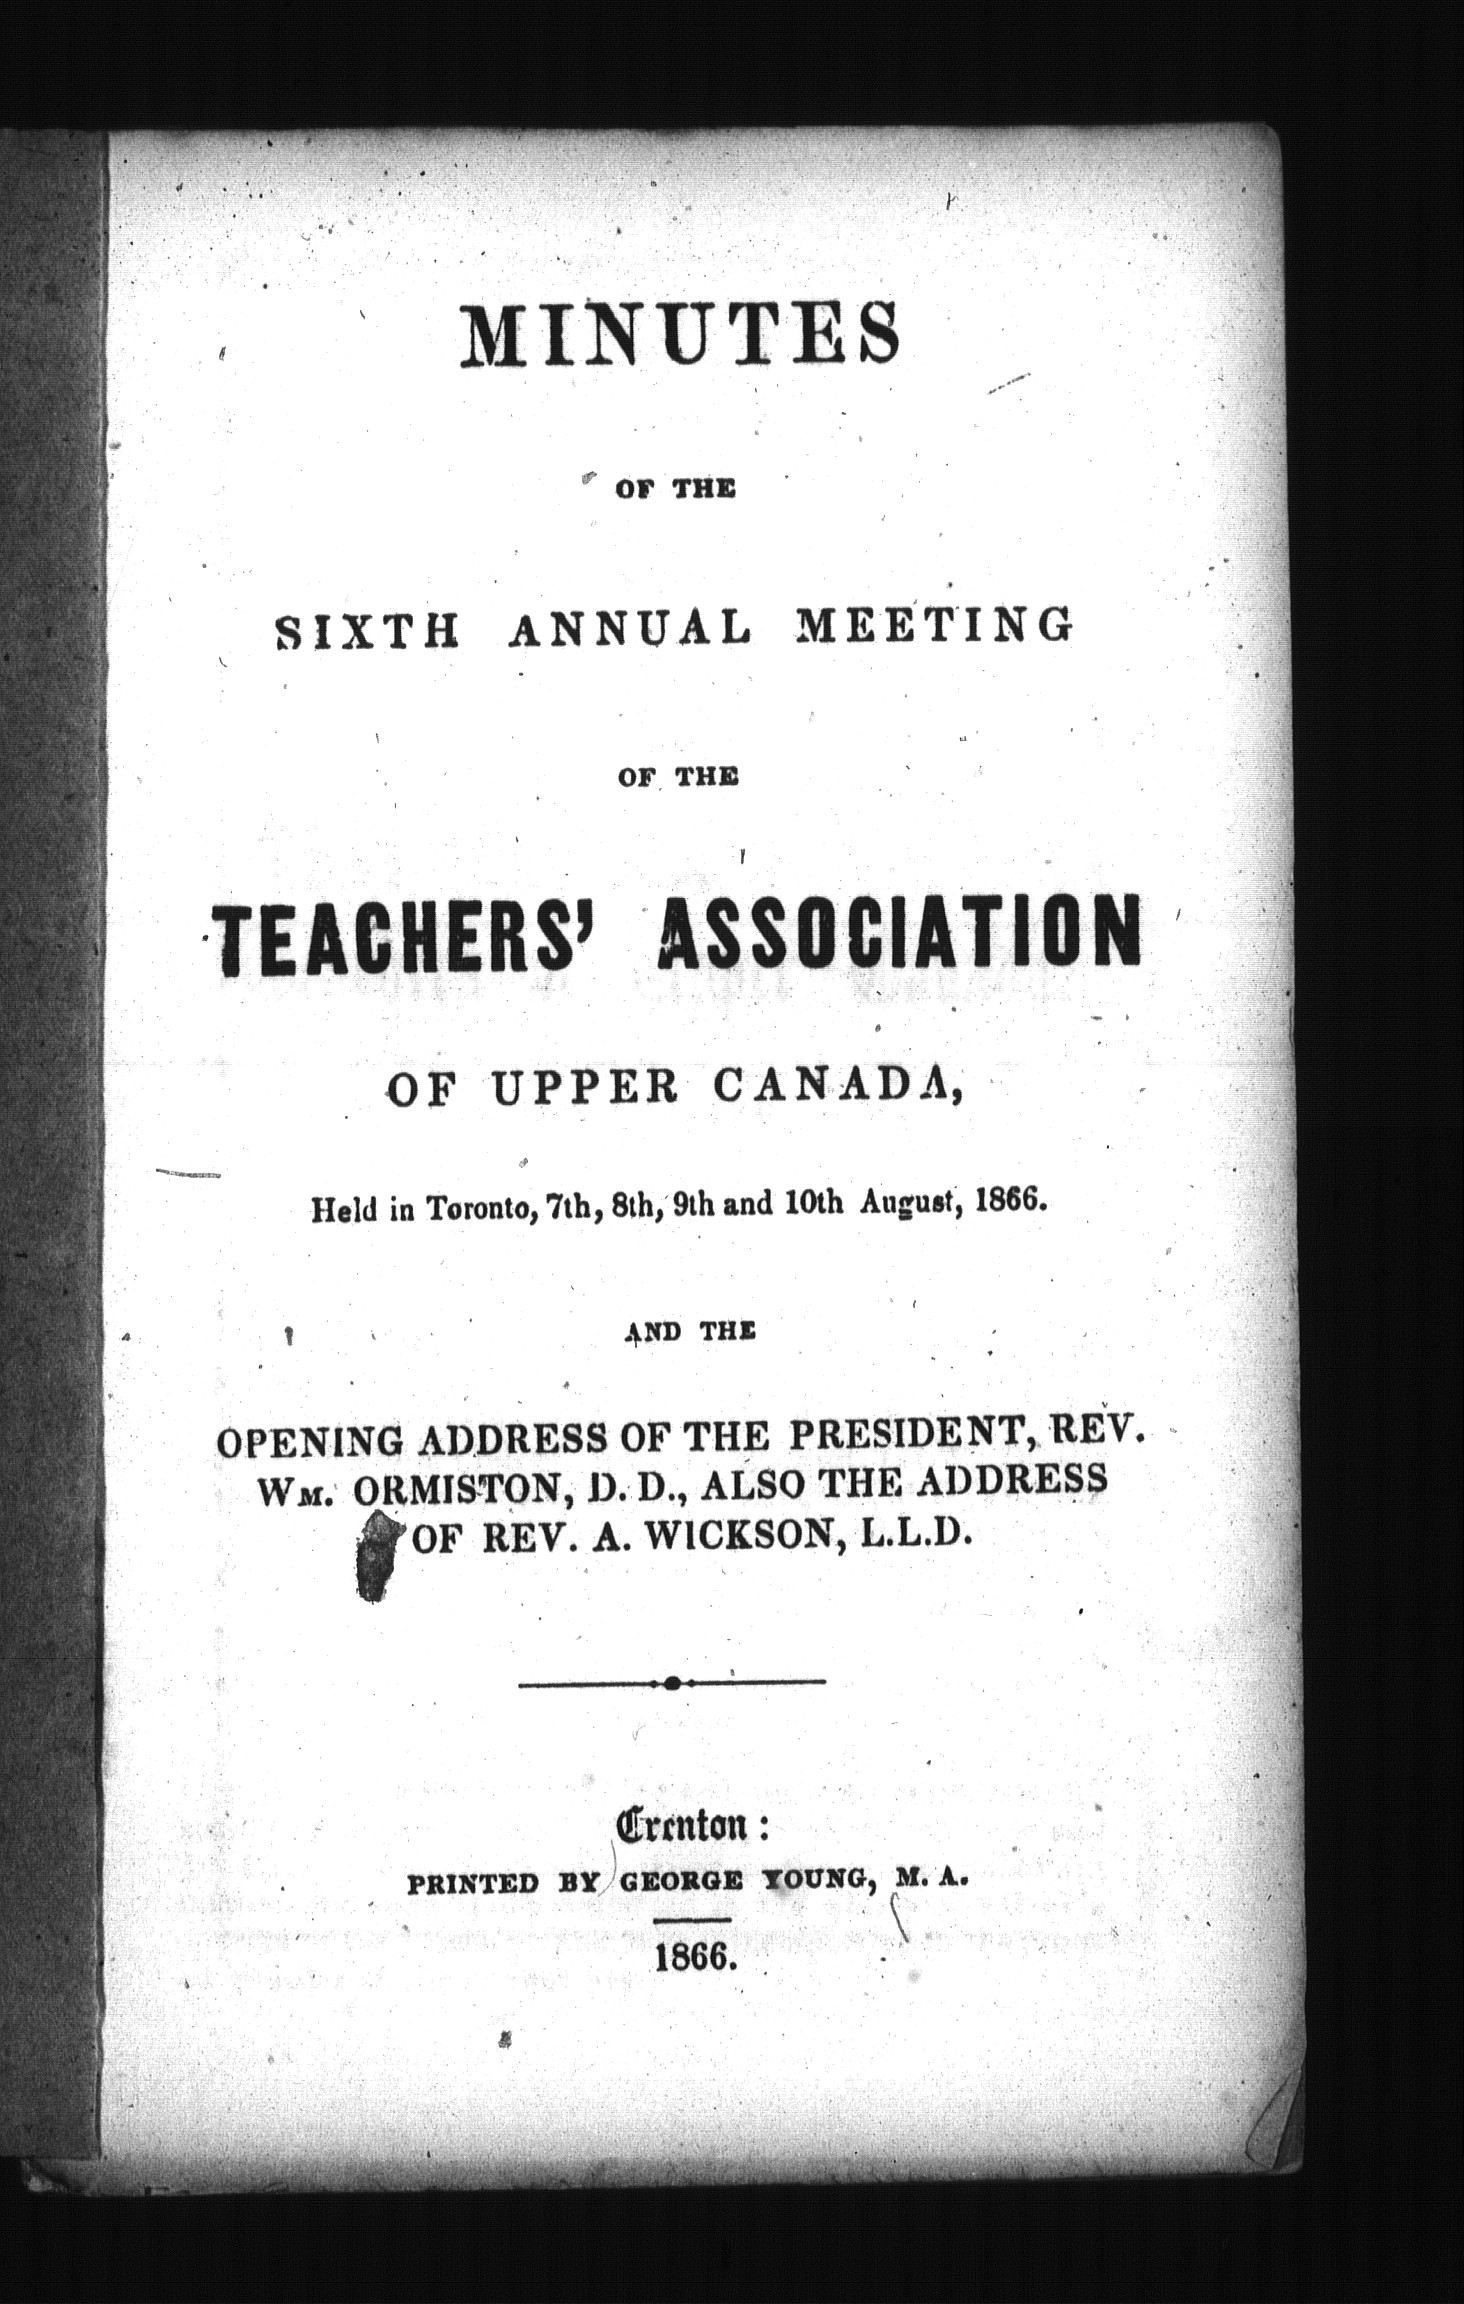 MINUTES
OF THE
SIXTH ANNUAL MEETING
OF THE
TEACHERS' ASSOCIATION
OF UPPER CANADA,
Held in Toronto, 7th, 8th, 9th and 10th August, 1866.
AND THE
OPENING ADDRESS OF THE PRESIDENT, REV.
WM. ORMISTON, D. D., ALSO THE ADDRESS
OF REV. A. WICKSON, L.L.D.
Trenton:
PRINTED BY GEORGE YOUNG, M. A.
1866.